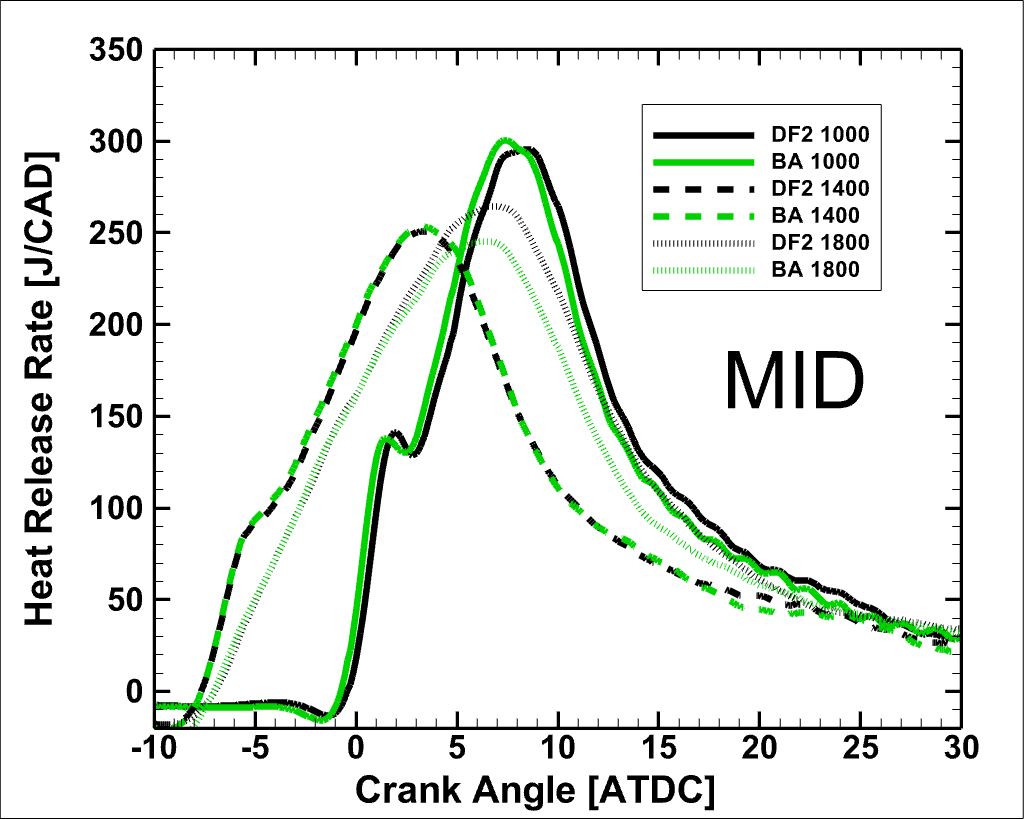 350
300
250
200
150
100
50
0
Heat Release Rate [J/CAD]
DF2 1000
BA 1000
DF2 1400
BA 1400
DF2 1800
BA 1800
MID
-10 -5 0 5 10 15 20 25 30
Crank Angle [ATDC]